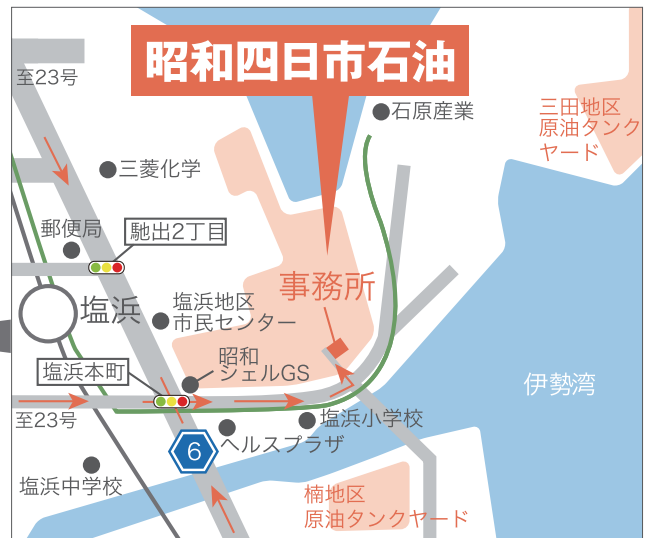 昭和四日市石油
至23号
石原産業
三田地区
原油タンク
ヤード
三菱化学
郵便局
馳出2丁目
事務所
塩浜
塩浜地区
市民センター
昭和
シェルGS
塩浜本町
伊勢湾
至23号
塩浜小学校
ヘルスプラザ
6
塩浜中学校
楠地区
原油タンクヤード